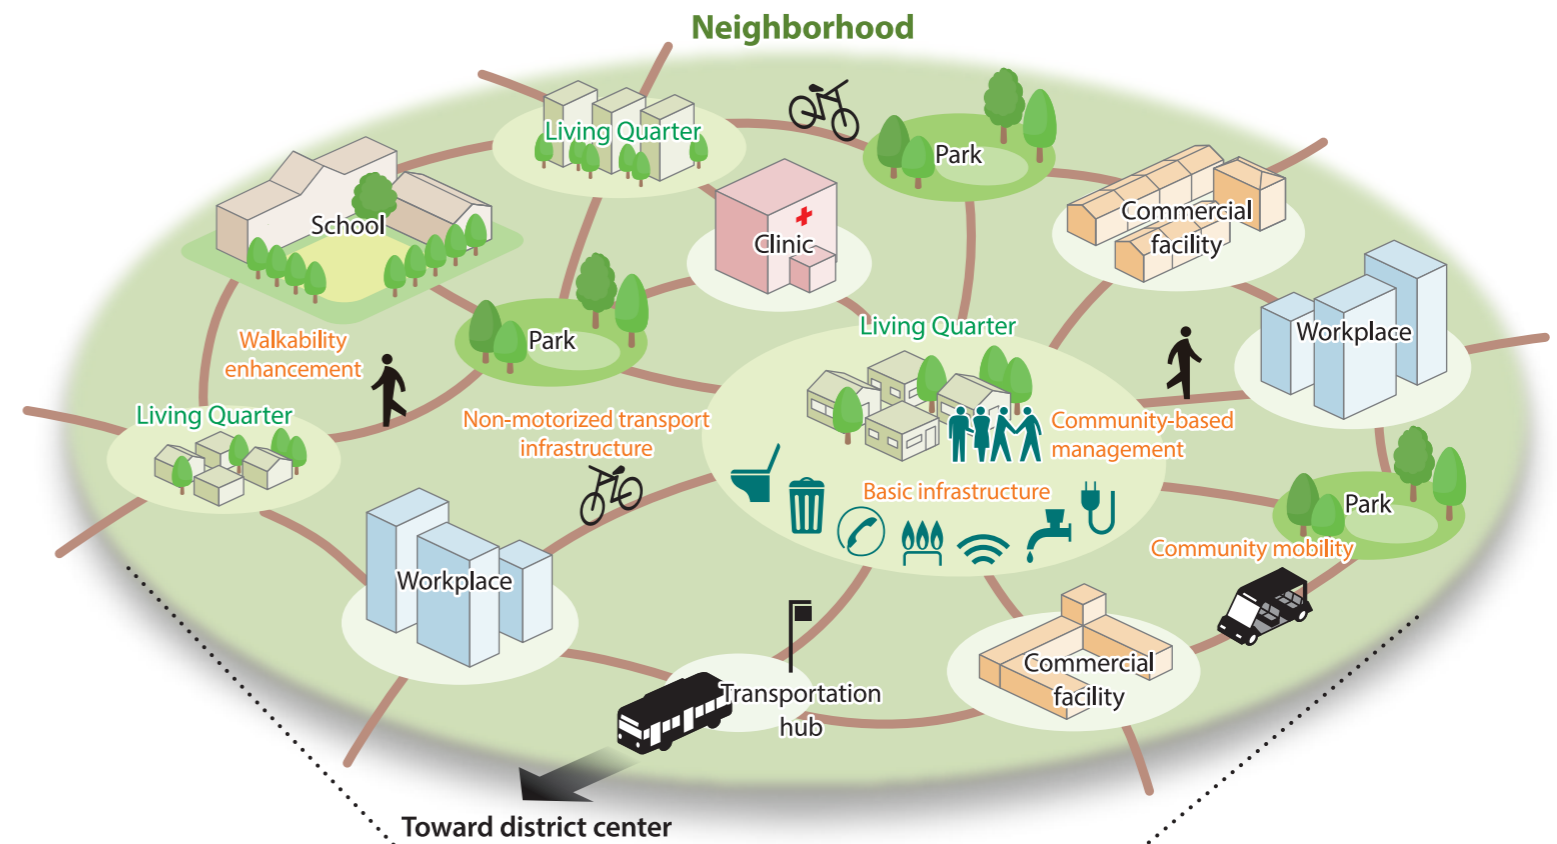 Neighborhood
Living Quarter
Park
School
Commercial
facility
Clinic
Living Quarter
Workplace
Walkability
enhancement
Park
Living Quarter
Non-motorized transport
infrastructure
Community-based
management
Basic infrastructure
Park
Community mobility
Workplace
Commercial
facility
Transportation
hub
Toward district center